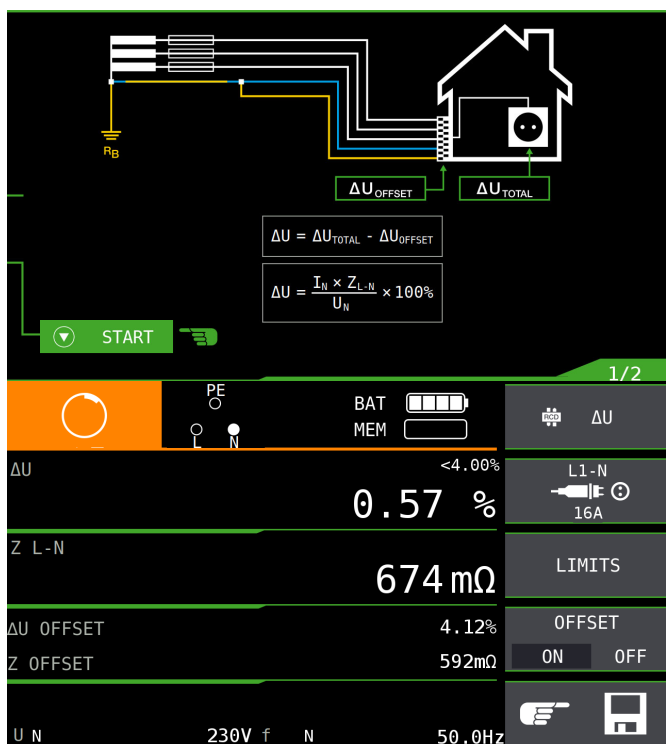 R_B
ΔU_OFFSET
ΔU_TOTAL
ΔU = ΔU_TOTAL - ΔU_OFFSET
ΔU = I_N × Z_L-N / U_N × 100%
START
1/2
PE
L N
BAT
MEM
RCD ΔU
ΔU
<4.00%
0.57 %
L1-N
16A
Z L-N
674 mΩ
LIMITS
ΔU OFFSET 4.12%
Z OFFSET 592mΩ
OFFSET
ON OFF
U N 230V f N 50.0Hz